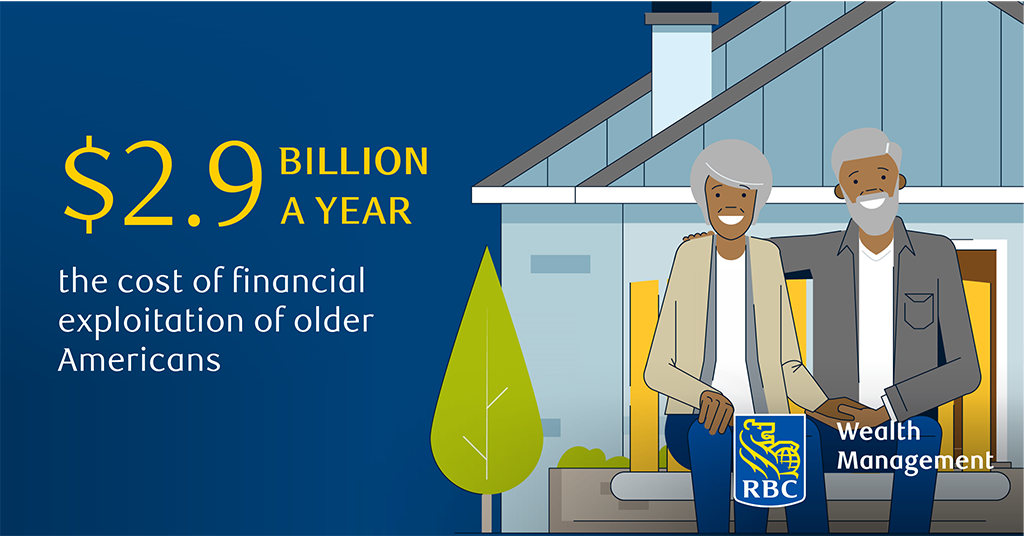 $2.9 BILLION
A YEAR
the cost of financial
exploitation of older
Americans
RBC
Wealth
Management